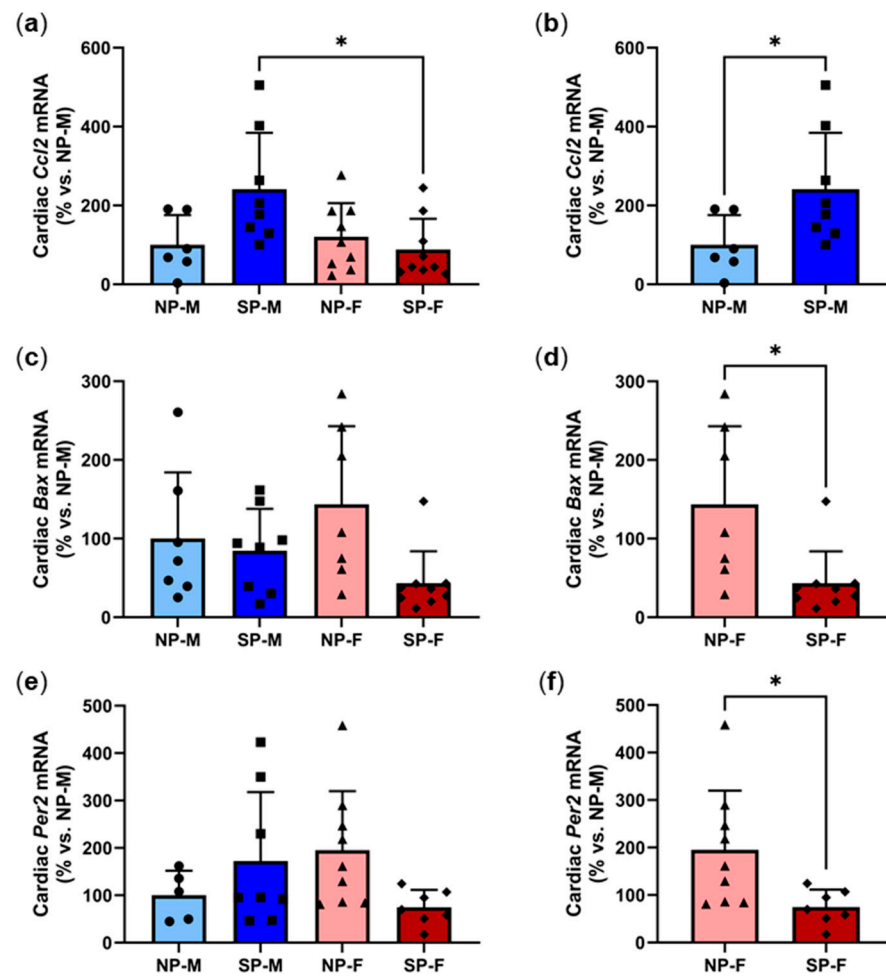 (a)
Cardiac Ccl2 mRNA
(% vs. NP-M)
600
400
200
0
*
NP-M SP-M NP-F SP-F
(b)
Cardiac Ccl2 mRNA
(% vs. NP-M)
600
400
200
0
*
NP-M SP-M
(c)
Cardiac Bax mRNA
(% vs. NP-M)
300
200
100
0
NP-M SP-M NP-F SP-F
(d)
Cardiac Bax mRNA
(% vs. NP-M)
300
200
100
0
*
NP-F SP-F
(e)
Cardiac Per2 mRNA
(% vs. NP-M)
500
400
300
200
100
0
NP-M SP-M NP-F SP-F
(f)
Cardiac Per2 mRNA
(% vs. NP-M)
500
400
300
200
100
0
*
NP-F SP-F